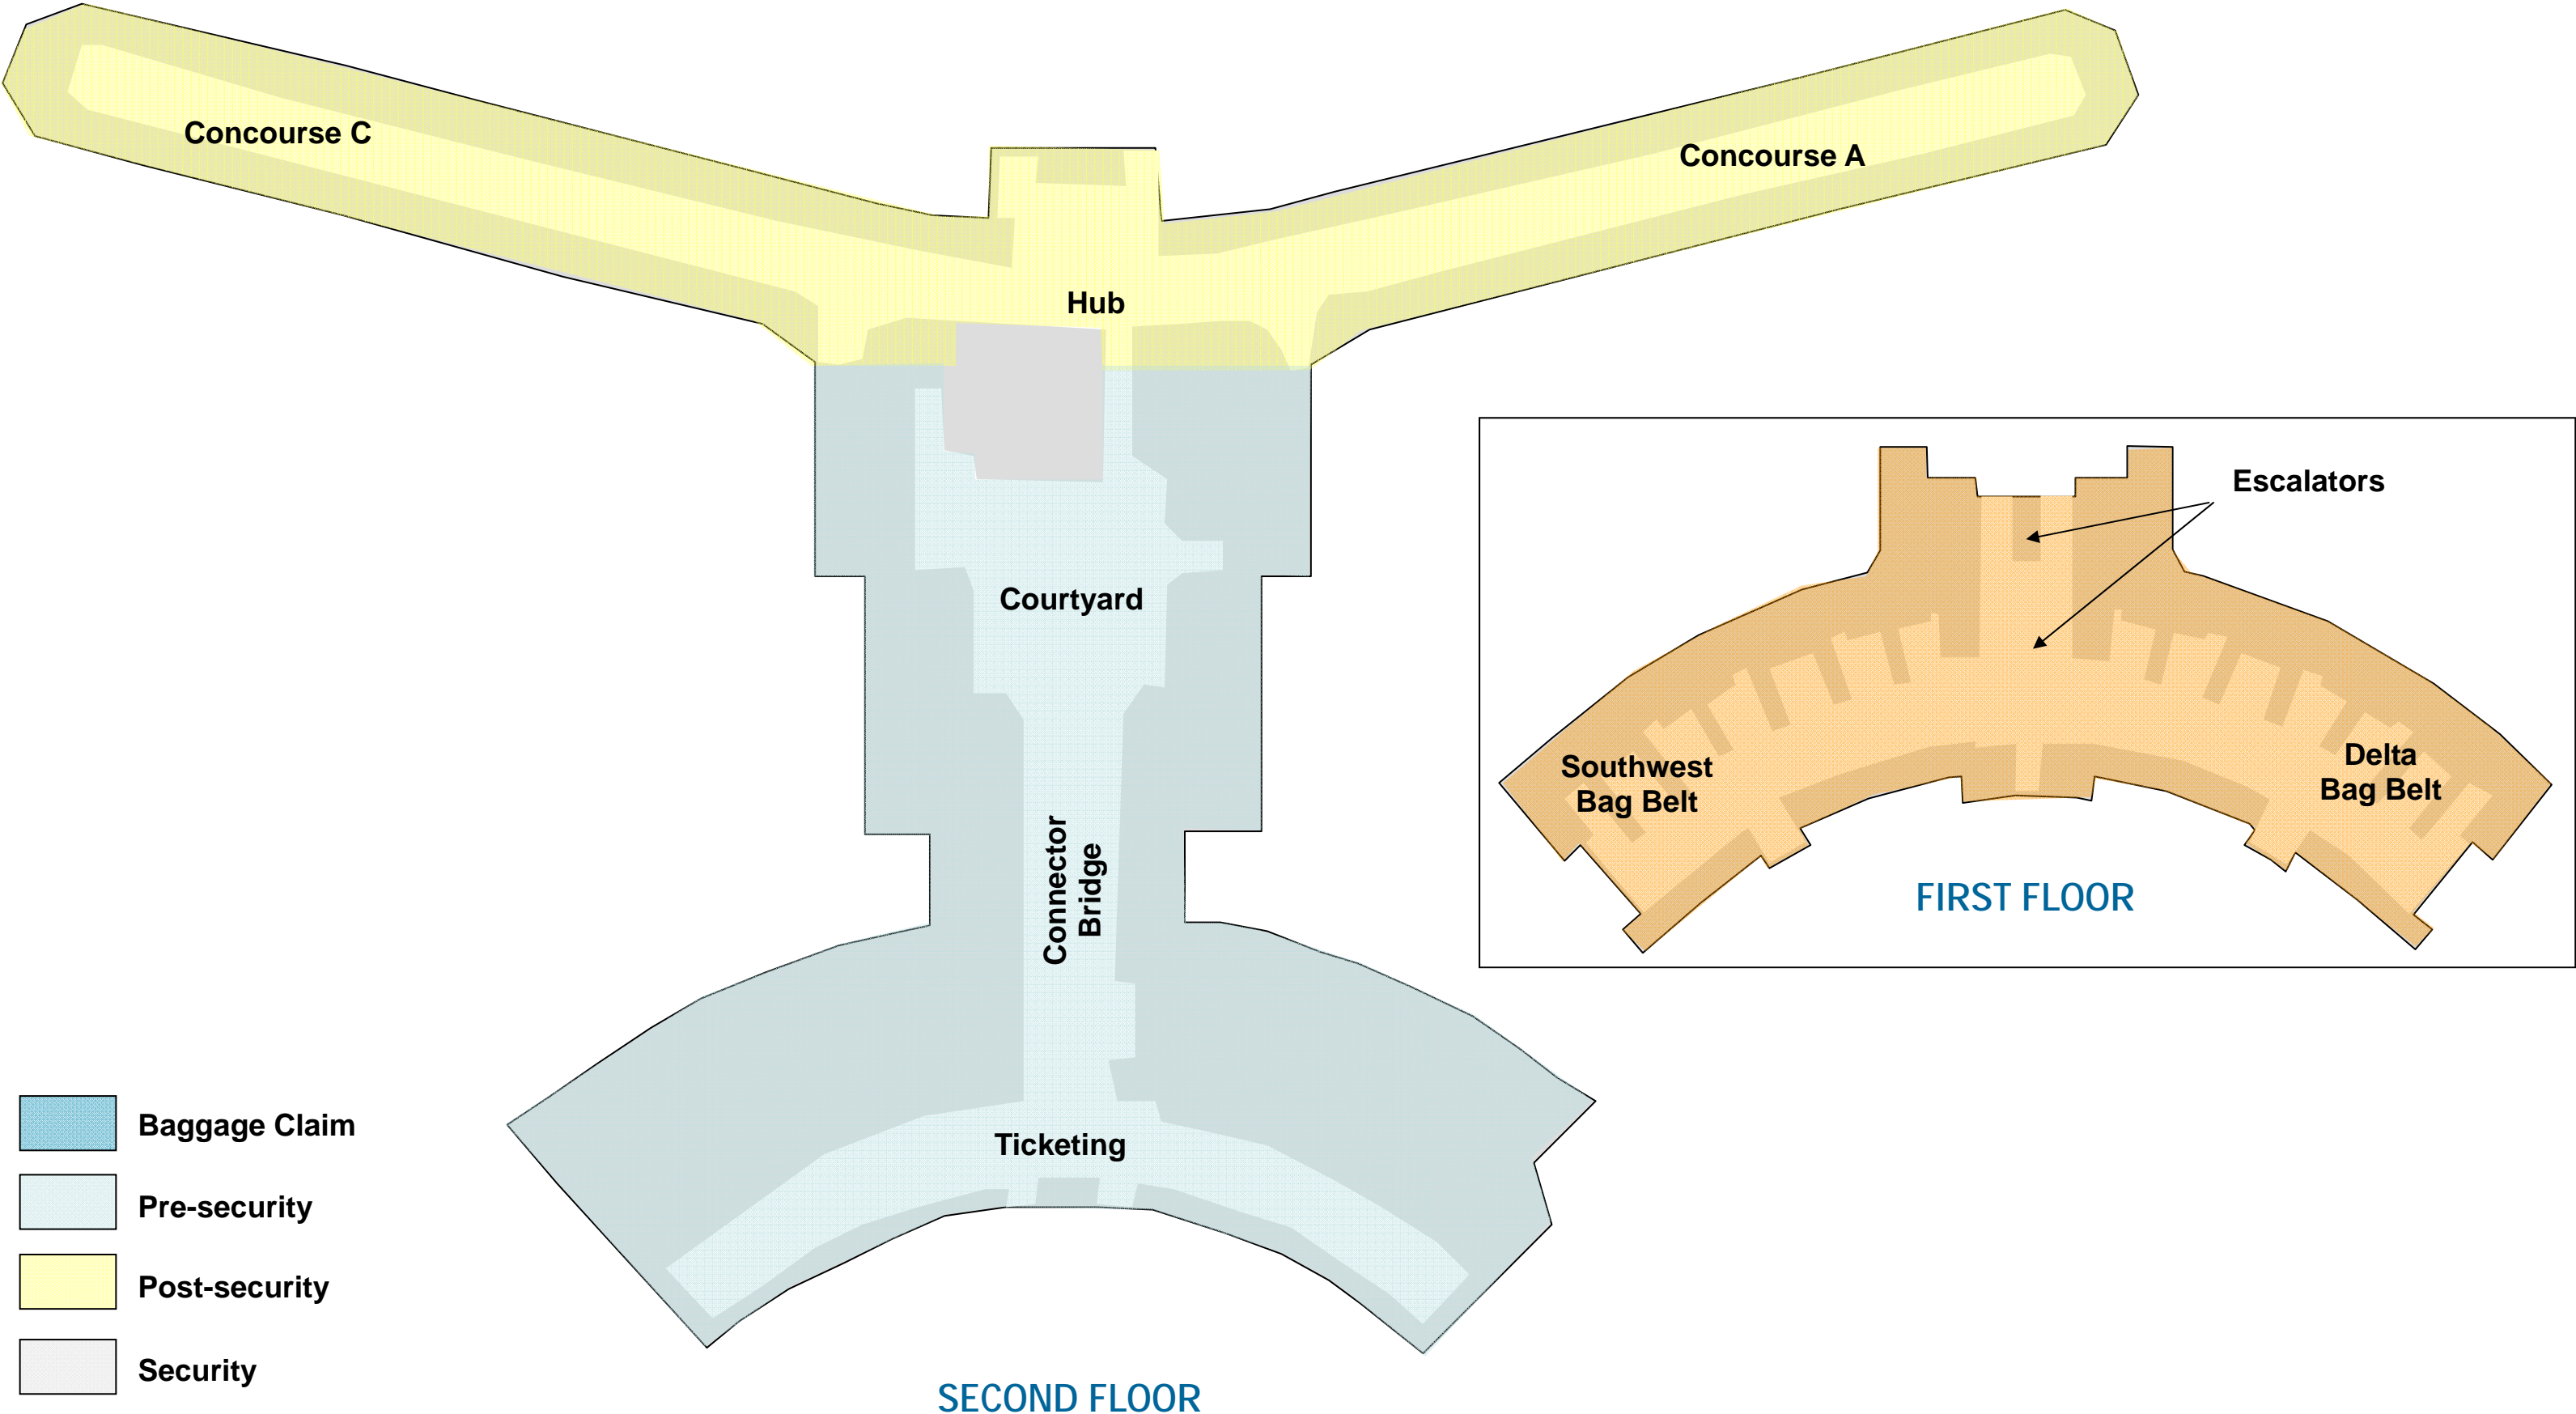 Concourse C
Concourse A
Hub
Escalators
Courtyard
Southwest
Bag Belt
Delta
Bag Belt
Connector
Bridge
FIRST FLOOR
Baggage Claim
Ticketing
Pre-security
Post-security
Security
SECOND FLOOR